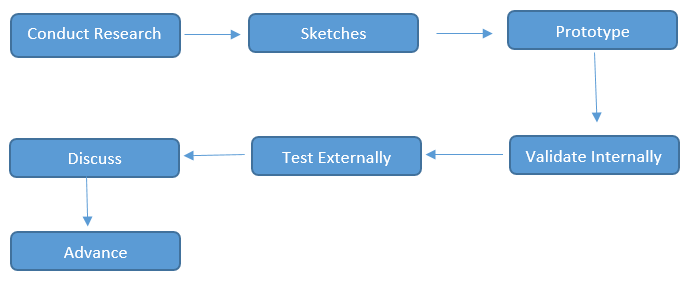 Conduct Research
Sketches
Prototype
Validate Internally
Test Externally
Discuss
Advance